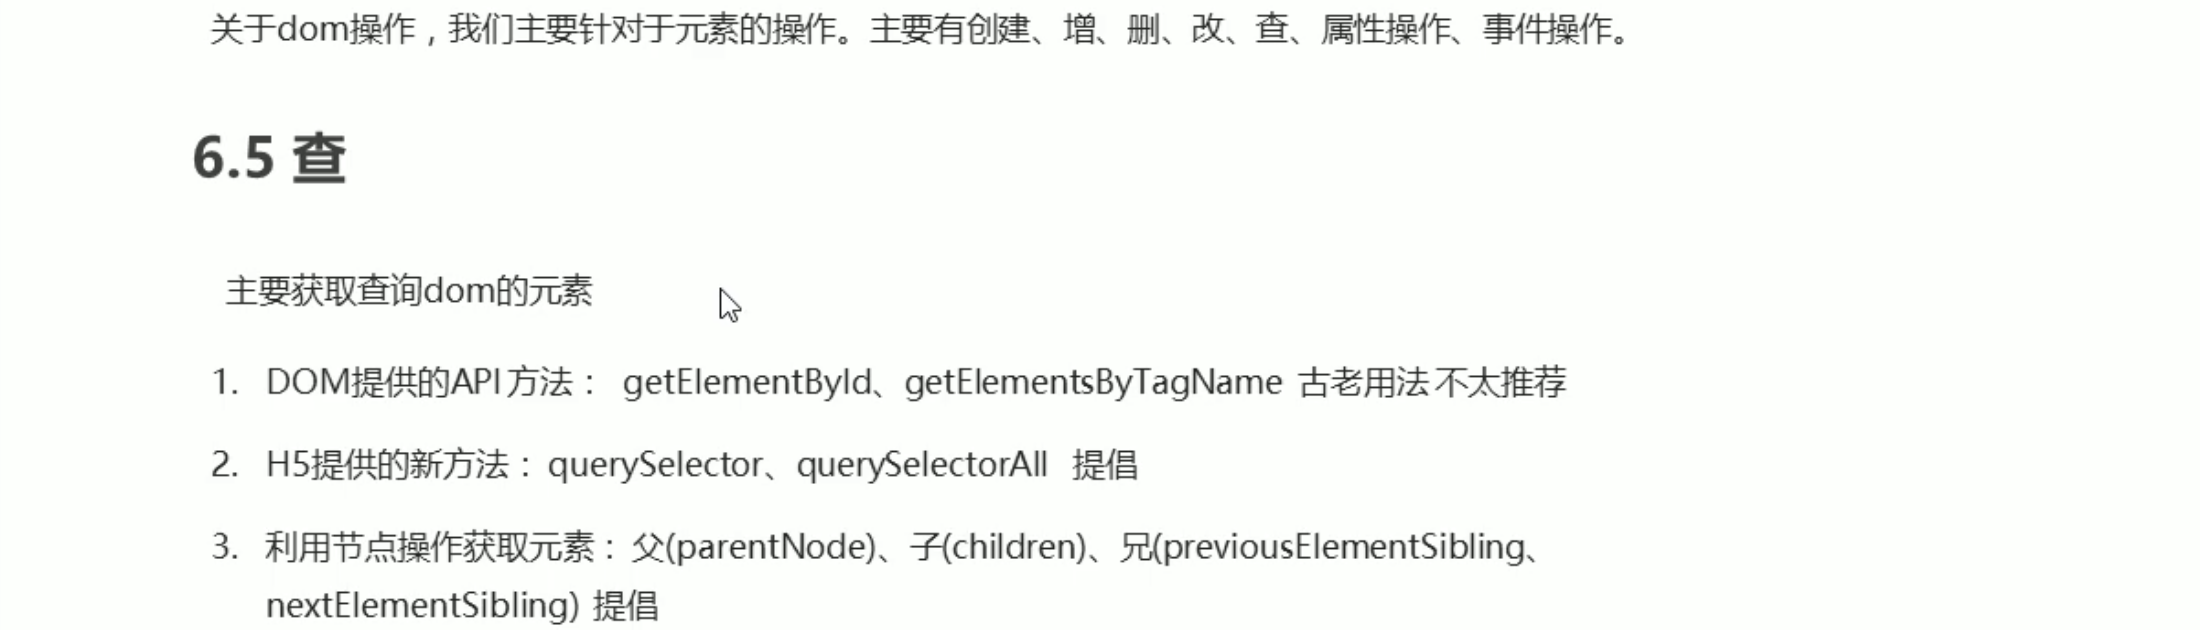 关于dom操作，我们主要针对于元素的操作。主要有创建、增、删、改、查、属性操作、事件操作。
6.5 查
主要获取查询dom的元素
1. DOM提供的API 方法： getElementById、getElementsByTagName 古老用法 不太推荐
2. H5提供的新方法：querySelector、querySelectorAll 提倡
3. 利用节点操作获取元素：父(parentNode)、子(children)、兄(previousElementSibling、
nextElementSibling) 提倡